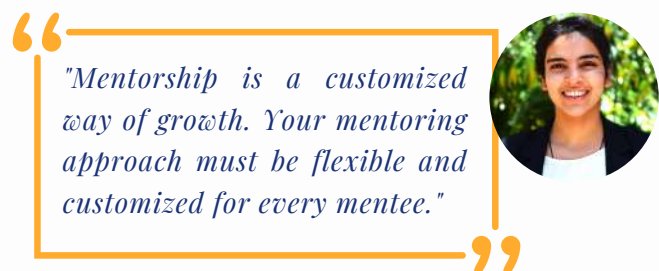 "Mentorship is a customized
way of growth. Your mentoring
approach must be flexible and
customized for every mentee."